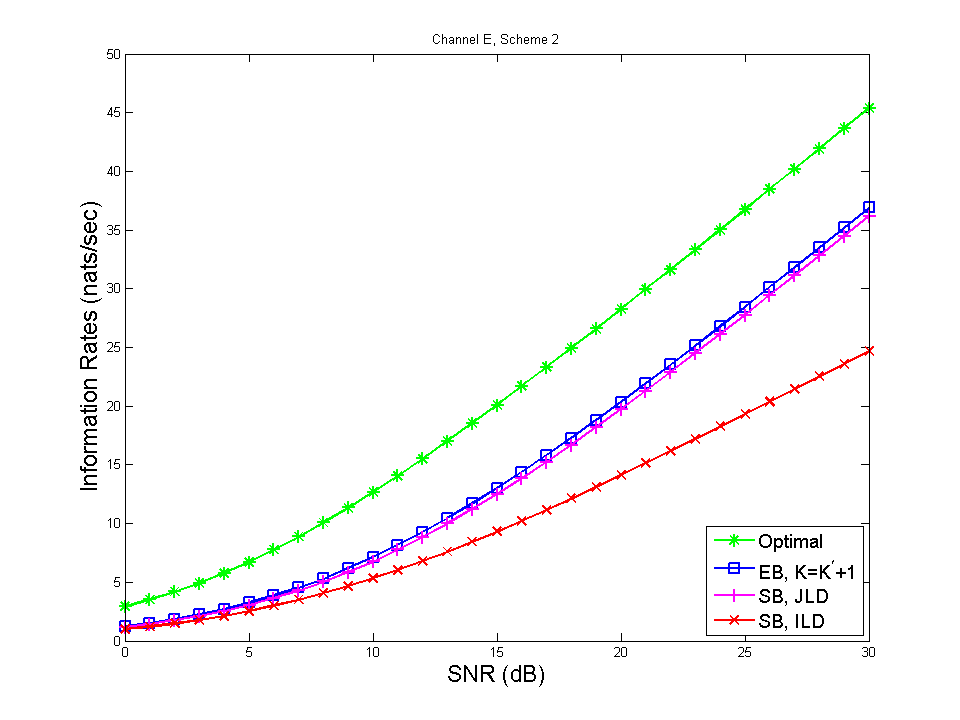 Channel E, Scheme 2
50
45
40
35
30
25
20
15
10
5
0
Information Rates (nats/sec)
0 5 10 15 20 25 30
SNR (dB)
Optimal
EB, K=K′+1
SB, JLD
SB, ILD